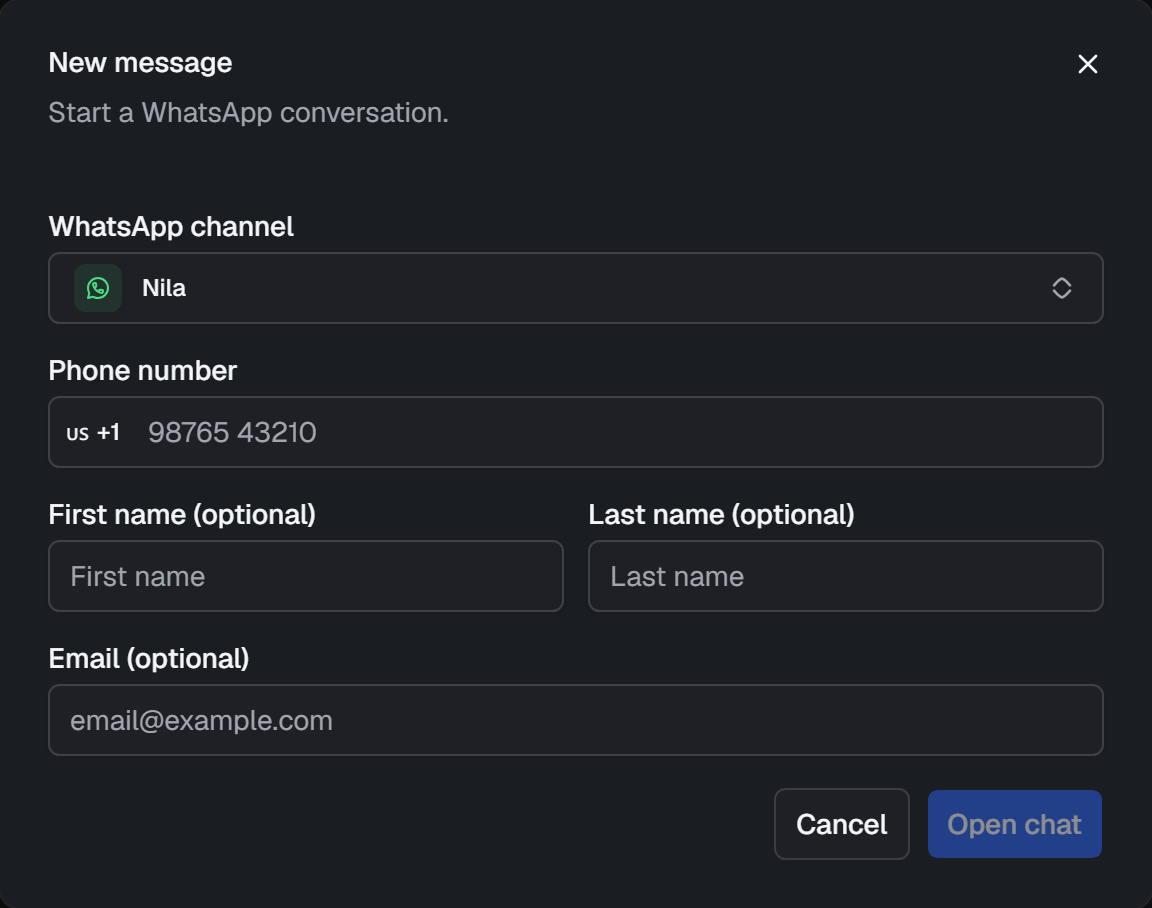 New message
Start a WhatsApp conversation.
WhatsApp channel
Nila
Phone number
US +1 98765 43210
First name (optional) Last name (optional)
First name Last name
Email (optional)
email@example.com
Cancel Open chat